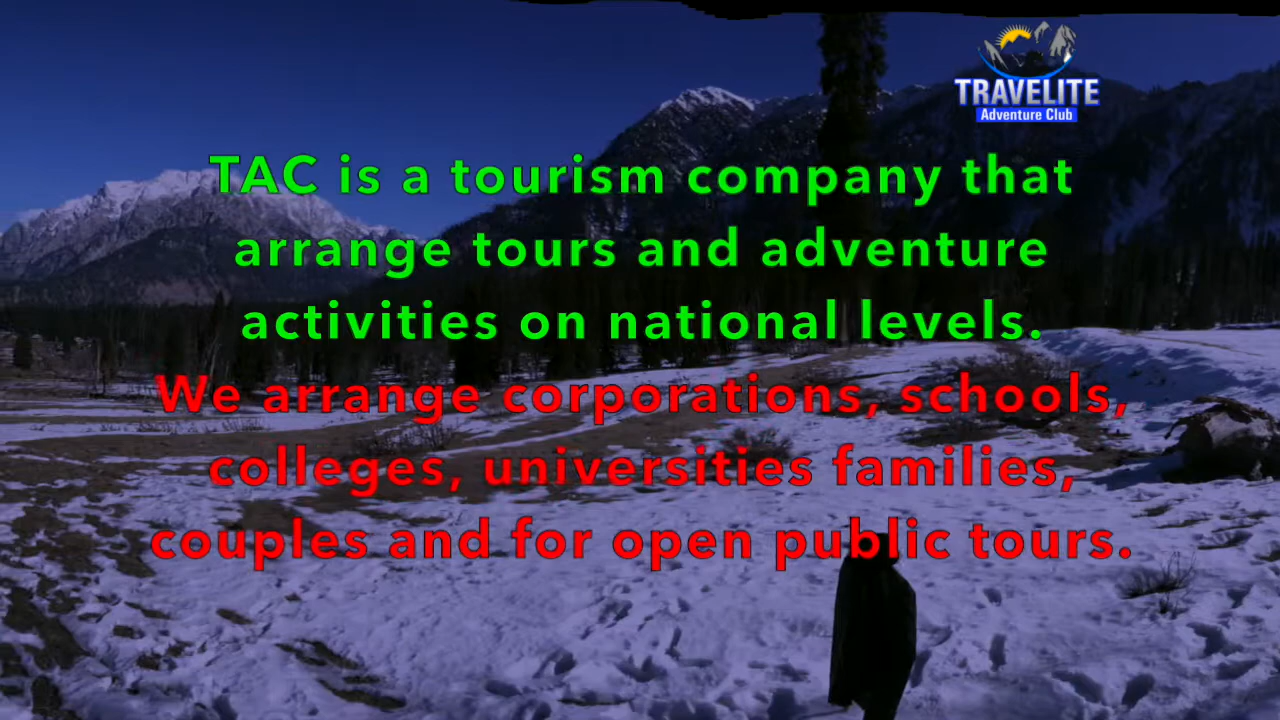 TRAVELITE
Adventure Club
TAC is a tourism company that
arrange tours and adventure
activities on national levels.
We arrange corporations, schools,
colleges, universities families,
couples and for open public tours.